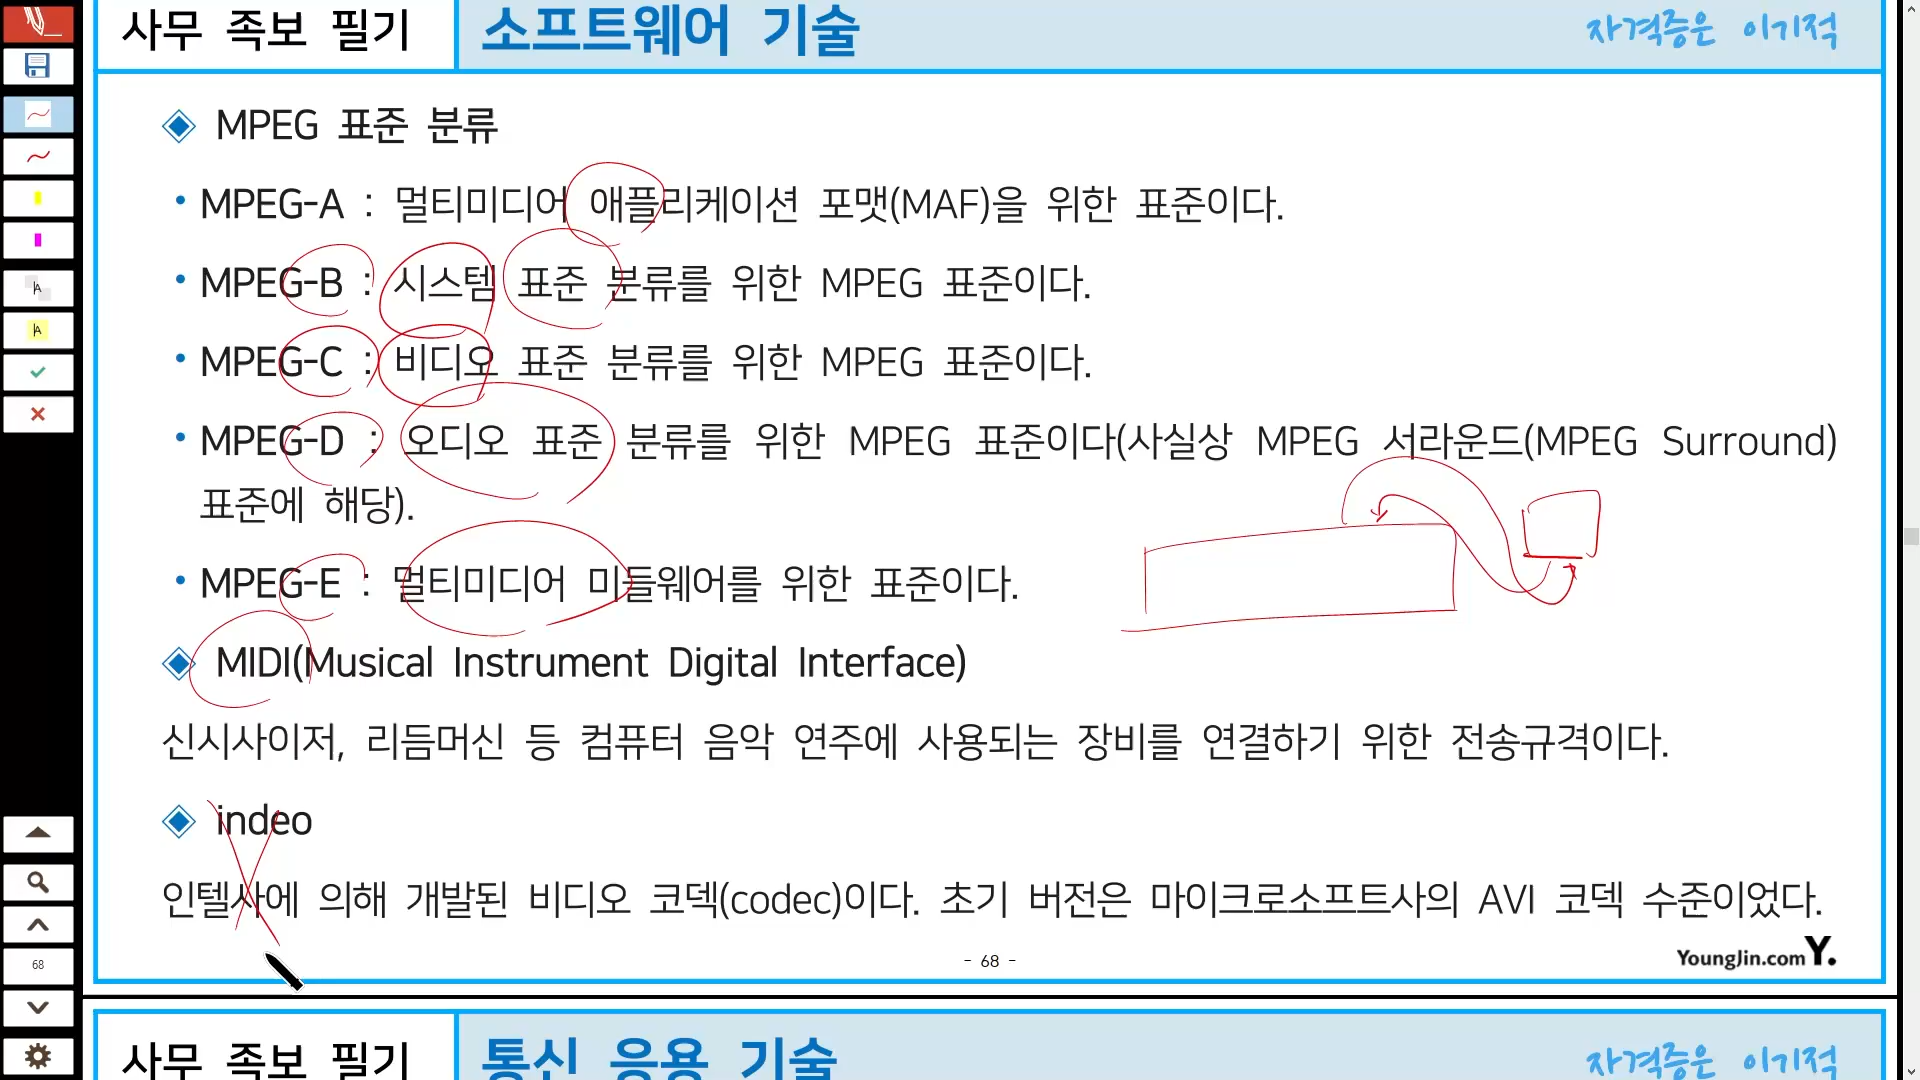 사무 족보 필기 소프트웨어 기술 자격증은 이기적
MPEG 표준 분류
• MPEG-A : 멀티미디어 애플리케이션 포맷(MAF)을 위한 표준이다.
• MPEG-B : 시스템 표준 분류를 위한 MPEG 표준이다.
• MPEG-C : 비디오 표준 분류를 위한 MPEG 표준이다.
• MPEG-D : 오디오 표준 분류를 위한 MPEG 표준이다(사실상 MPEG 서라운드(MPEG Surround)
표준에 해당).
• MPEG-E : 멀티미디어 미들웨어를 위한 표준이다.
MIDI(Musical Instrument Digital Interface)
신시사이저, 리듬머신 등 컴퓨터 음악 연주에 사용되는 장비를 연결하기 위한 전송규격이다.
indeo
인텔사에 의해 개발된 비디오 코덱(codec)이다. 초기 버전은 마이크로소프트사의 AVI 코덱 수준이었다.
- 68 -
YoungJin.com Y.
68
사무 족보 필기 통신 응용 기술 자격증은 이기적